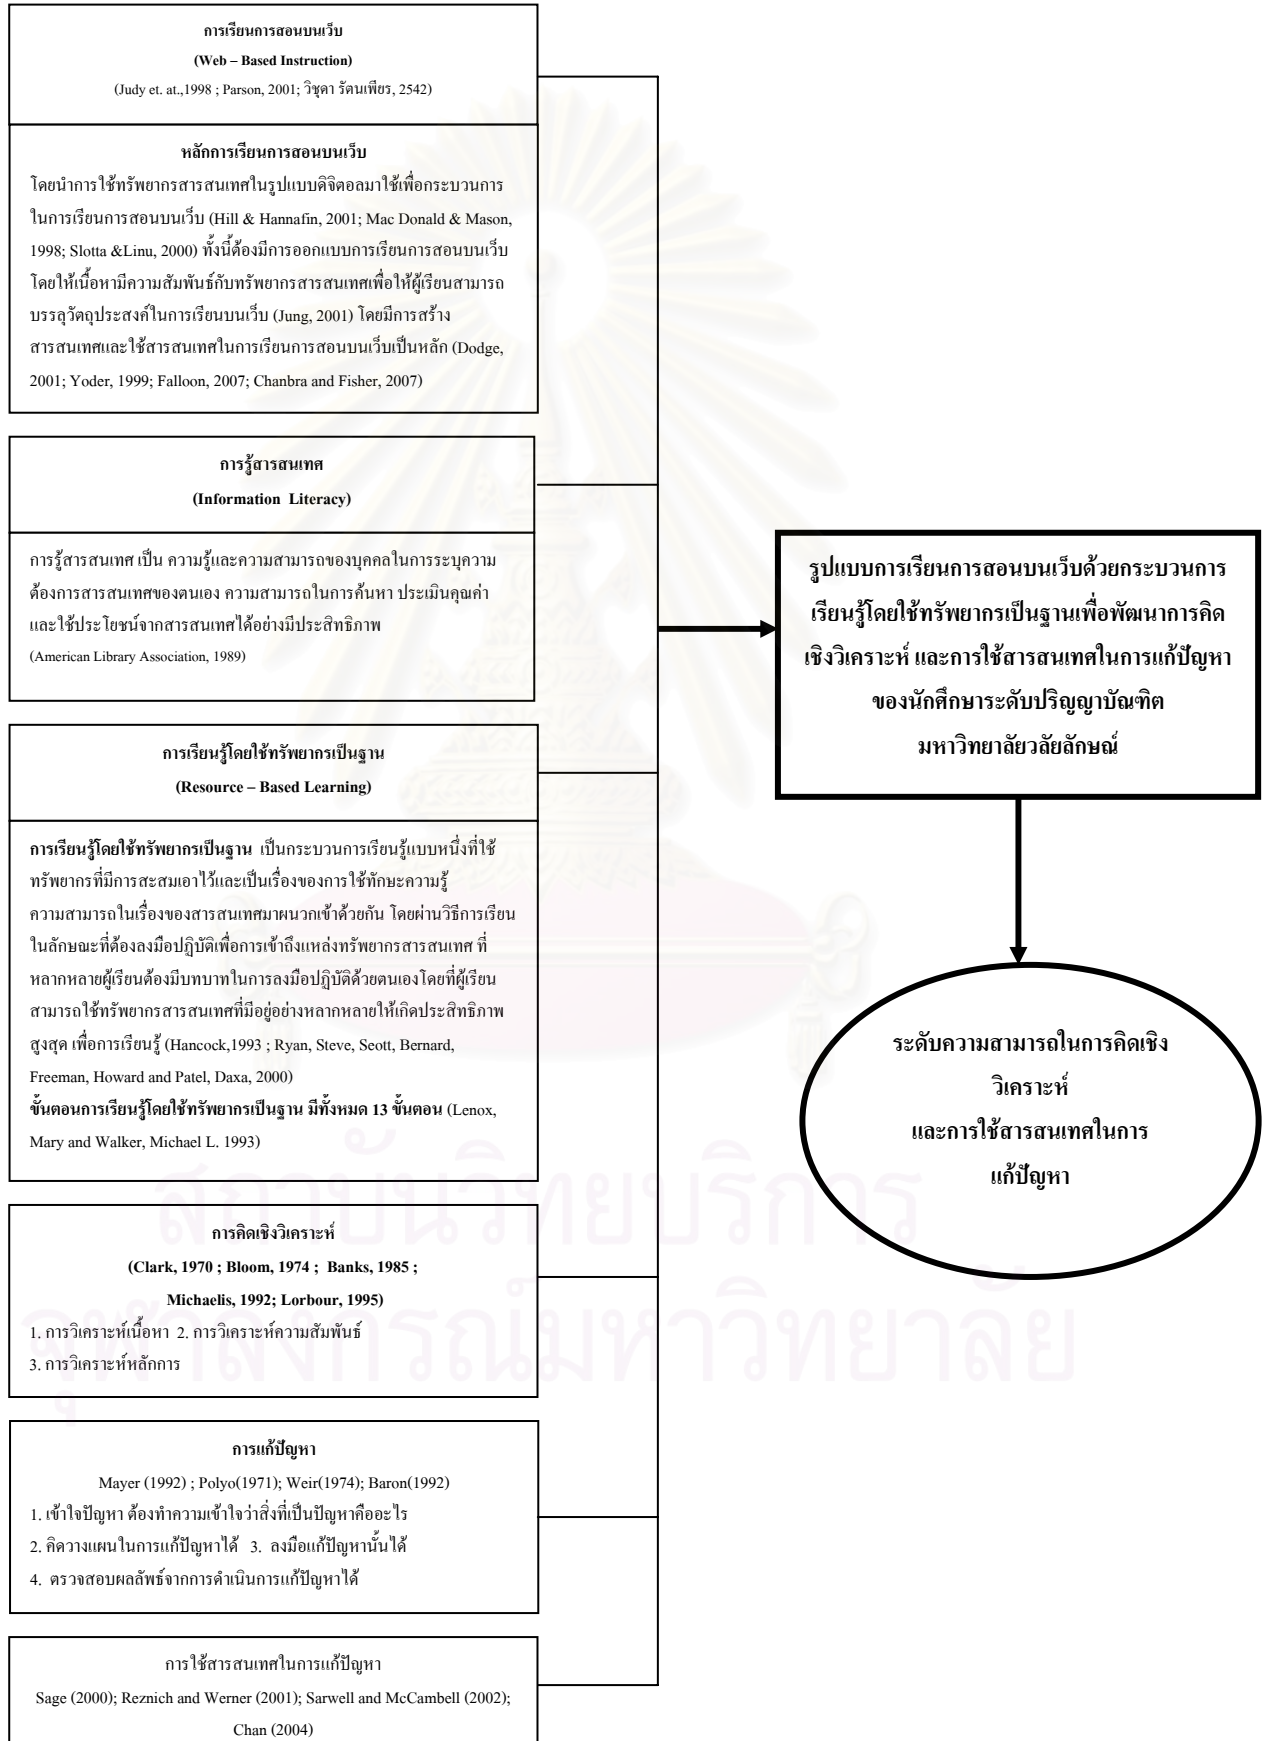 การเรียนการสอนบนเว็บ
(Web – Based Instruction)
(Judy et. at.,1998 ; Parson, 2001; วิชุดา รัตนเพียร, 2542)
หลักการเรียนการสอนบนเว็บ
โดยนำการใช้ทรัพยากรสารสนเทศในรูปแบบดิจิตอลมาใช้เพื่อกระบวนการ
ในการเรียนการสอนบนเว็บ (Hill & Hannafin, 2001; Mac Donald & Mason,
1998; Slotta &Linu, 2000) ทั้งนี้ต้องมีการออกแบบการเรียนการสอนบนเว็บ
โดยให้เนื้อหามีความสัมพันธ์กับทรัพยากรสารสนเทศเพื่อให้ผู้เรียนสามารถ
บรรลุวัตถุประสงค์ในการเรียนบนเว็บ (Jung, 2001) โดยมีการสร้าง
สารสนเทศและใช้สารสนเทศในการเรียนการสอนบนเว็บเป็นหลัก (Dodge,
2001; Yoder, 1999; Falloon, 2007; Chanbra and Fisher, 2007)
การรู้สารสนเทศ
(Information Literacy)
การรู้สารสนเทศ เป็น ความรู้และความสามารถของบุคคลในการระบุความ
ต้องการสารสนเทศของตนเอง ความสามารถในการค้นหา ประเมินคุณค่า
และใช้ประโยชน์จากสารสนเทศได้อย่างมีประสิทธิภาพ
(American Library Association, 1989)
การเรียนรู้โดยใช้ทรัพยากรเป็นฐาน
(Resource – Based Learning)
การเรียนรู้โดยใช้ทรัพยากรเป็นฐาน เป็นกระบวนการเรียนรู้แบบหนึ่งที่ใช้
ทรัพยากรที่มีการสะสมเอาไว้และเป็นเรื่องของการใช้ทักษะความรู้
ความสามารถในเรื่องของสารสนเทศมาผนวกเข้าด้วยกัน โดยผ่านวิธีการเรียน
ในลักษณะที่ต้องลงมือปฏิบัติเพื่อการเข้าถึงแหล่งทรัพยากรสารสนเทศ ที่
หลากหลายผู้เรียนต้องมีบทบาทในการลงมือปฏิบัติด้วยตนเองโดยที่ผู้เรียน
สามารถใช้ทรัพยากรสารสนเทศที่มีอยู่อย่างหลากหลายให้เกิดประสิทธิภาพ
สูงสุด เพื่อการเรียนรู้ (Hancock,1993 ; Ryan, Steve, Seott, Bernard,
Freeman, Howard and Patel, Daxa, 2000)
ขั้นตอนการเรียนรู้โดยใช้ทรัพยากรเป็นฐาน มีทั้งหมด 13 ขั้นตอน (Lenox,
Mary and Walker, Michael L. 1993)
การคิดเชิงวิเคราะห์
(Clark, 1970 ; Bloom, 1974 ; Banks, 1985 ;
Michaelis, 1992; Lorbour, 1995)
1. การวิเคราะห์เนื้อหา 2. การวิเคราะห์ความสัมพันธ์
3. การวิเคราะห์หลักการ
การแก้ปัญหา
Mayer (1992) ; Polyo(1971); Weir(1974); Baron(1992)
1. เข้าใจปัญหา ต้องทำความเข้าใจว่าสิ่งที่เป็นปัญหาคืออะไร
2. คิดวางแผนในการแก้ปัญหาได้ 3. ลงมือแก้ปัญหานั้นได้
4. ตรวจสอบผลลัพธ์จากการดำเนินการแก้ปัญหาได้
การใช้สารสนเทศในการแก้ปัญหา
Sage (2000); Reznich and Werner (2001); Sarwell and McCambell (2002);
Chan (2004)
รูปแบบการเรียนการสอนบนเว็บด้วยกระบวนการ
เรียนรู้โดยใช้ทรัพยากรเป็นฐานเพื่อพัฒนาการคิด
เชิงวิเคราะห์ และการใช้สารสนเทศในการแก้ปัญหา
ของนักศึกษาระดับปริญญาบัณฑิต
มหาวิทยาลัยวลัยลักษณ์
ระดับความสามารถในการคิดเชิง
วิเคราะห์
และการใช้สารสนเทศในการ
แก้ปัญหา
สถาบันวิทยบริการ
จุฬาลงกรณ์มหาวิทยาลัย